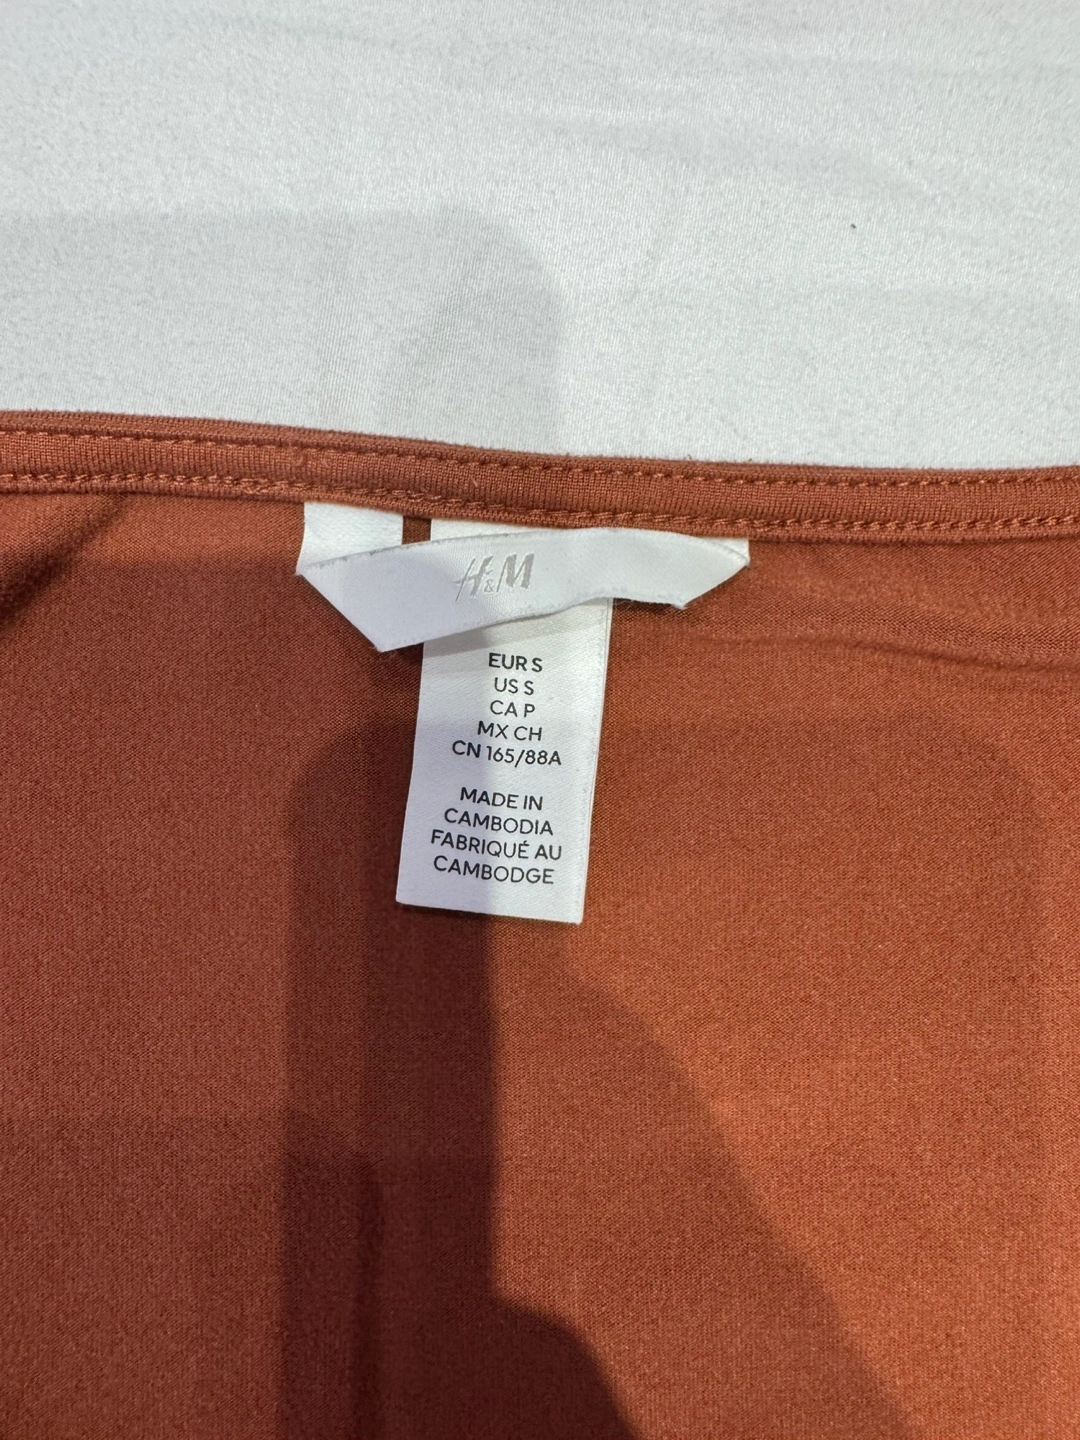 H&M
EUR S
US S
CA P
MX CH
CN 165/88A
MADE IN
CAMBODIA
FABRIQUÉ AU
CAMBODGE